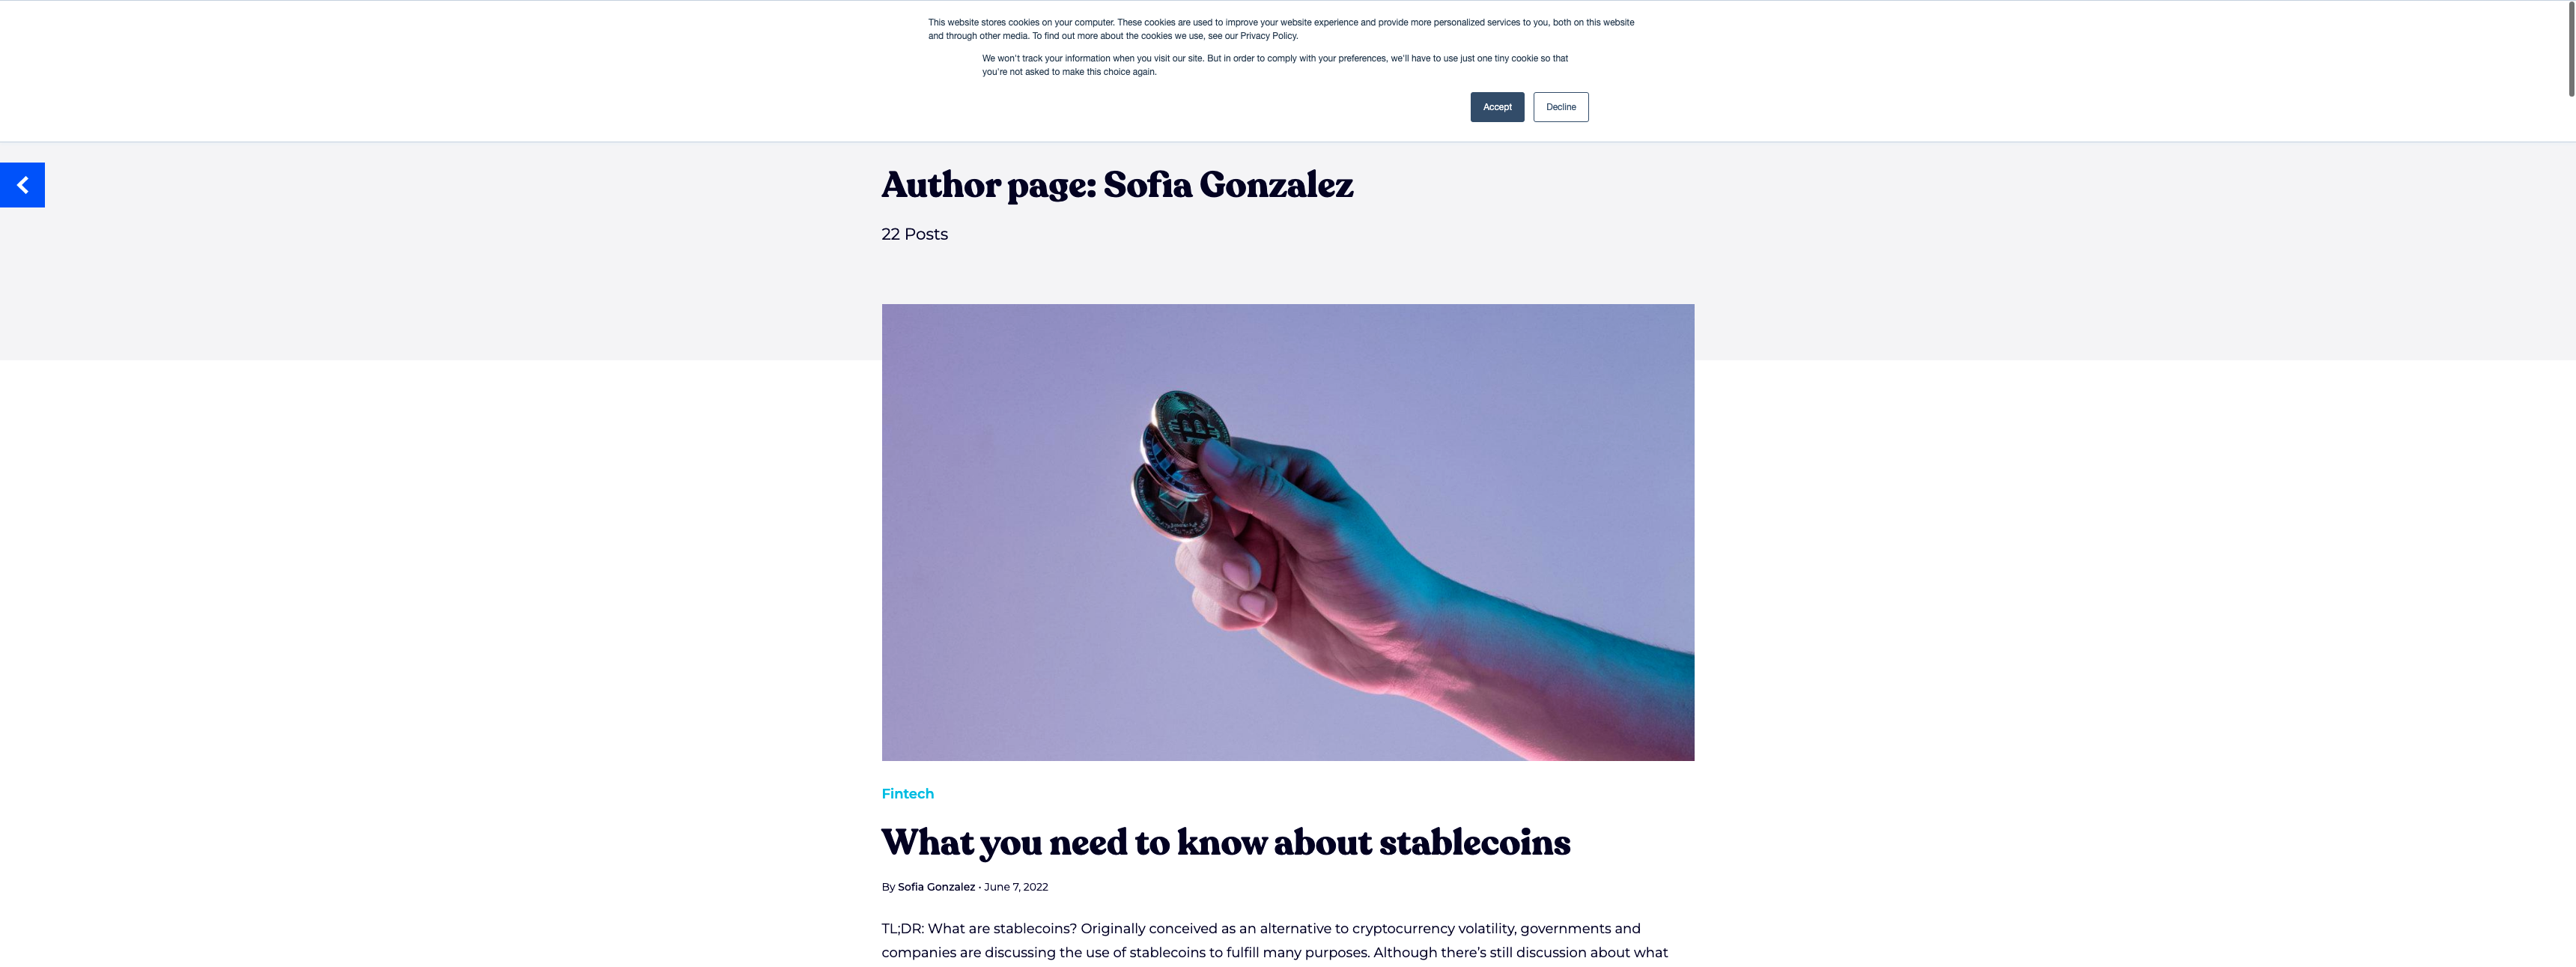 This website stores cookies on your computer. These cookies are used to improve your website experience and provide more personalized services to you, both on this website
and through other media. To find out more about the cookies we use, see our Privacy Policy.
We won't track your information when you visit our site. But in order to comply with your preferences, we'll have to use just one tiny cookie so that
you're not asked to make this choice again.
Accept Decline
Author page: Sofia Gonzalez
22 Posts
Fintech
What you need to know about stablecoins
By Sofia Gonzalez · June 7, 2022
TL;DR: What are stablecoins? Originally conceived as an alternative to cryptocurrency volatility, governments and
companies are discussing the use of stablecoins to fulfill many purposes. Although there’s still discussion about what